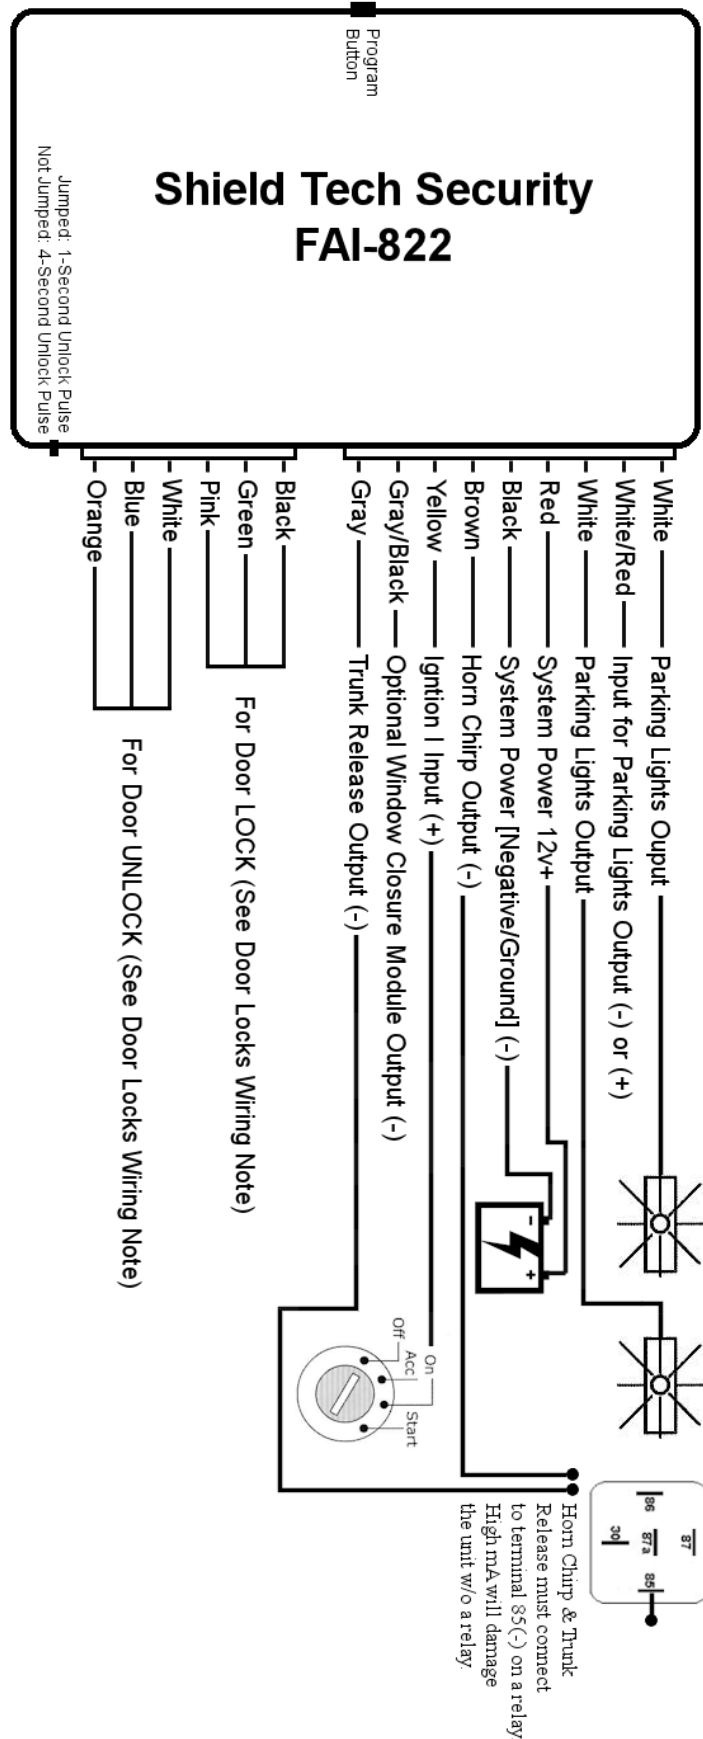 Program
Button
Shield Tech Security
FAI-822
Jumped: 1-Second Unlock Pulse
Not Jumped: 4-Second Unlock Pulse
White
Parking Lights Ouput
White/Red
Input for Parking Lights Output (-) or (+)
White
Parking Lights Output
Red
System Power 12v+
Black
System Power [Negative/Ground] (-)
Brown
Horn Chirp Output (-)
Yellow
Igntion I Input (+)
Gray/Black
Optional Window Closure Module Output (-)
Gray
Trunk Release Output (-)
Black
Green
Pink
For Door LOCK (See Door Locks Wiring Note)
White
Blue
Orange
For Door UNLOCK (See Door Locks Wiring Note)
- +
Off
Acc
On
Start
87
86
87a
85
30
Horn Chirp & Trunk
Release must connect
to terminal 85(-) on a relay.
High mA will damage
the unit w/o a relay.